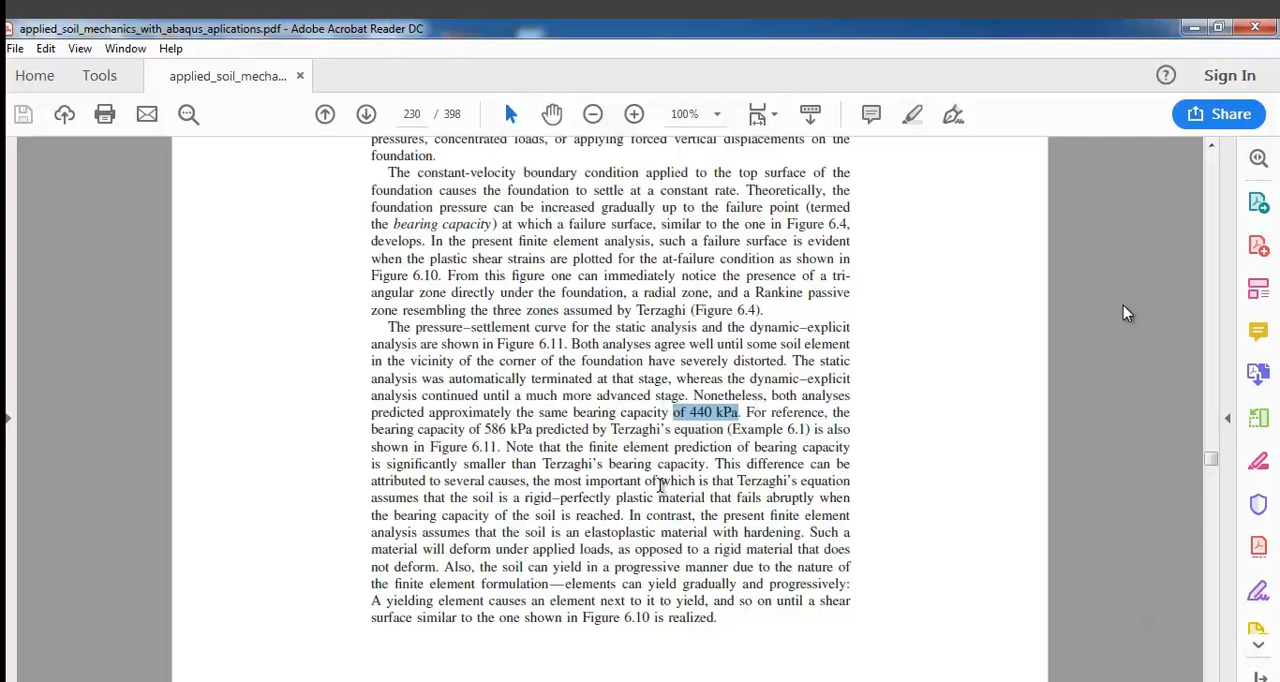 applied_soil_mechanics_with_abaqus_aplications.pdf - Adobe Acrobat Reader DC
File Edit View Window Help
Home Tools applied_soil_mecha... × Sign In
230 / 398 100% Share
pressures, concentrated loads, or applying forced vertical displacements on the
foundation.
The constant-velocity boundary condition applied to the top surface of the
foundation causes the foundation to settle at a constant rate. Theoretically, the
foundation pressure can be increased gradually up to the failure point (termed
the bearing capacity) at which a failure surface, similar to the one in Figure 6.4,
develops. In the present finite element analysis, such a failure surface is evident
when the plastic shear strains are plotted for the at-failure condition as shown in
Figure 6.10. From this figure one can immediately notice the presence of a tri-
angular zone directly under the foundation, a radial zone, and a Rankine passive
zone resembling the three zones assumed by Terzaghi (Figure 6.4).
The pressure–settlement curve for the static analysis and the dynamic–explicit
analysis are shown in Figure 6.11. Both analyses agree well until some soil element
in the vicinity of the corner of the foundation have severely distorted. The static
analysis was automatically terminated at that stage, whereas the dynamic–explicit
analysis continued until a much more advanced stage. Nonetheless, both analyses
predicted approximately the same bearing capacity of 440 kPa. For reference, the
bearing capacity of 586 kPa predicted by Terzaghi's equation (Example 6.1) is also
shown in Figure 6.11. Note that the finite element prediction of bearing capacity
is significantly smaller than Terzaghi's bearing capacity. This difference can be
attributed to several causes, the most important of which is that Terzaghi's equation
assumes that the soil is a rigid–perfectly plastic material that fails abruptly when
the bearing capacity of the soil is reached. In contrast, the present finite element
analysis assumes that the soil is an elastoplastic material with hardening. Such a
material will deform under applied loads, as opposed to a rigid material that does
not deform. Also, the soil can yield in a progressive manner due to the nature of
the finite element formulation—elements can yield gradually and progressively:
A yielding element causes an element next to it to yield, and so on until a shear
surface similar to the one shown in Figure 6.10 is realized.